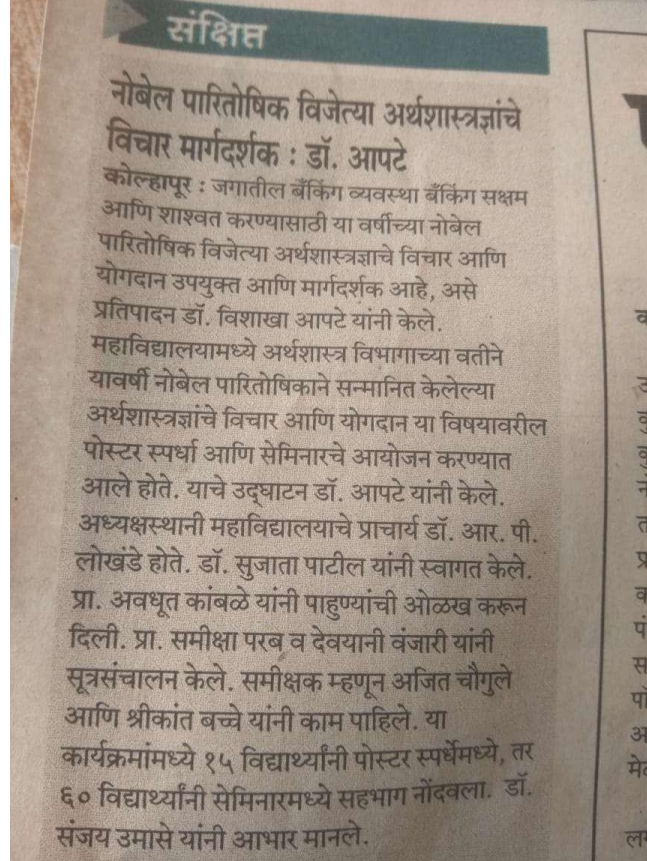 संक्षिप्त
नोबेल पारितोषिक विजेत्या अर्थशास्त्रज्ञांचे
विचार मार्गदर्शक : डॉ. आपटे
कोल्हापूर : जगातील बँकिंग व्यवस्था बँकिंग सक्षम
आणि शाश्वत करण्यासाठी या वर्षीच्या नोबेल
पारितोषिक विजेत्या अर्थशास्त्रज्ञाचे विचार आणि
योगदान उपयुक्त आणि मार्गदर्शक आहे, असे
प्रतिपादन डॉ. विशाखा आपटे यांनी केले.
महाविद्यालयामध्ये अर्थशास्त्र विभागाच्या वतीने
यावर्षी नोबेल पारितोषिकाने सन्मानित केलेल्या
अर्थशास्त्रज्ञांचे विचार आणि योगदान या विषयावरील
पोस्टर स्पर्धा आणि सेमिनारचे आयोजन करण्यात
आले होते. याचे उद्‌घाटन डॉ. आपटे यांनी केले.
अध्यक्षस्थानी महाविद्यालयाचे प्राचार्य डॉ. आर. पी.
लोखंडे होते. डॉ. सुजाता पाटील यांनी स्वागत केले.
प्रा. अवधूत कांबळे यांनी पाहुण्यांची ओळख करून
दिली. प्रा. समीक्षा परब व देवयानी वंजारी यांनी
सूत्रसंचालन केले. समीक्षक म्हणून अजित चौगुले
आणि श्रीकांत बच्चे यांनी काम पाहिले. या
कार्यक्रमांमध्ये १५ विद्यार्थ्यांनी पोस्टर स्पर्धेमध्ये, तर
६० विद्यार्थ्यांनी सेमिनारमध्ये सहभाग नोंदवला. डॉ.
संजय उमासे यांनी आभार मानले.